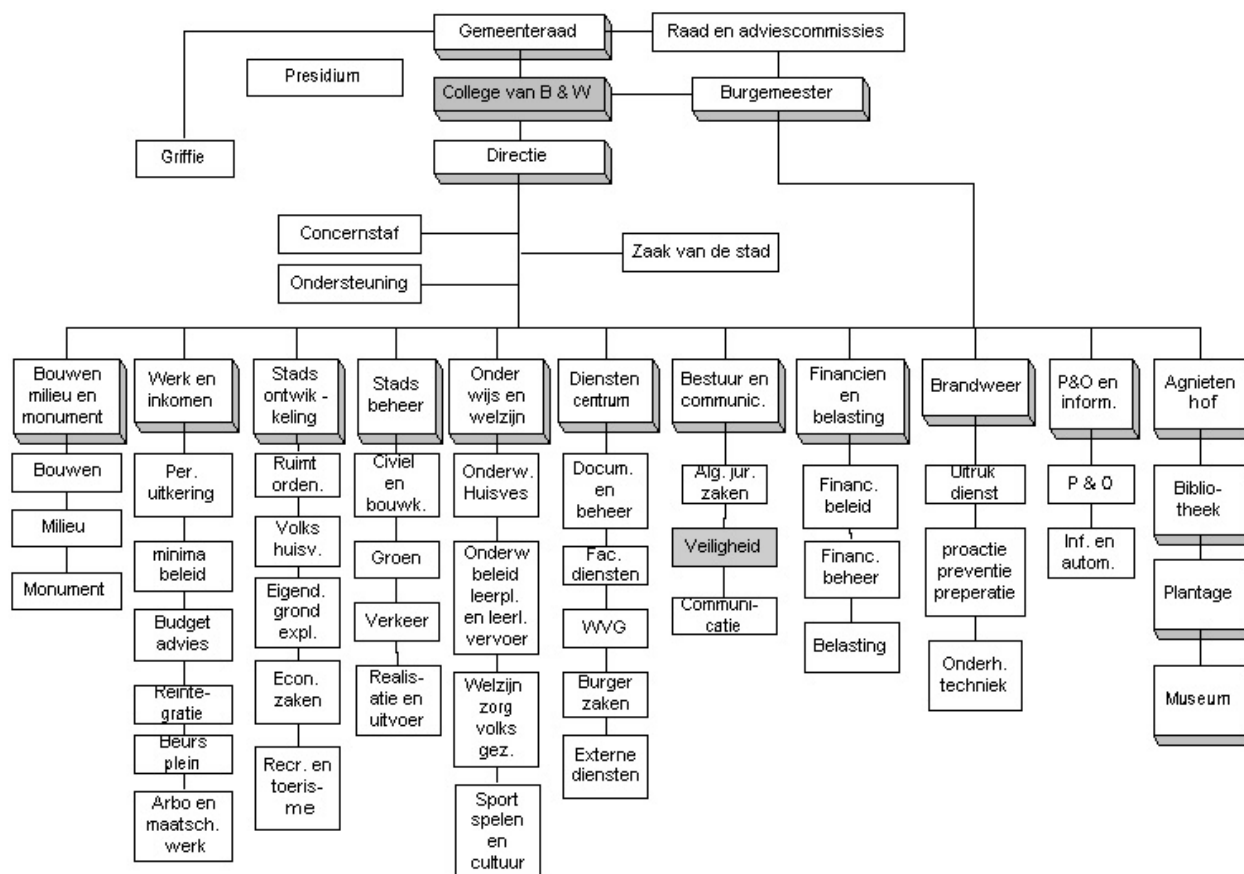 Gemeenteraad
Raad en adviescommissies
Presidium
College van B & W
Burgemeester
Griffie
Directie
Concernstaf
Zaak van de stad
Ondersteuning
Bouwen
milieu en
monument
Werk en
inkomen
Stads
ontwik -
keling
Stads
beheer
Onder
wijs en
welzijn
Diensten
centrum
Bestuur en
communic.
Financien
en
belasting
Brandweer
P&O en
inform.
Agnieten
hof
Bouwen
Milieu
Monument
Per.
uitkering
minima
beleid
Budget
advies
Reinte-
gratie
Beurs
plein
Arbo en
maatsch.
werk
Ruimt
orden.
Volks
huisv.
Eigend.
grond
expl.
Econ.
zaken
Recr. en
toeris-
me
Civiel
en
bouwk.
Groen
Verkeer
Realis-
atie en
uitvoer
Onderw.
Huisves
Onderw
beleid
leerpl.
en leerl.
vervoer
Welzijn
zorg
volks
gez.
Sport
spelen
en
cultuur
Docum.
en
beheer
Fac.
diensten
WVG
Burger
zaken
Externe
diensten
Alg. jur.
zaken
Veiligheid
Communi-
catie
Financ.
beleid
Financ.
beheer
Belasting
Uitruk
dienst
proactie
preventie
preperatie
Onderh.
techniek
P & O
Inf. en
autom.
Biblio-
theek
Plantage
Museum